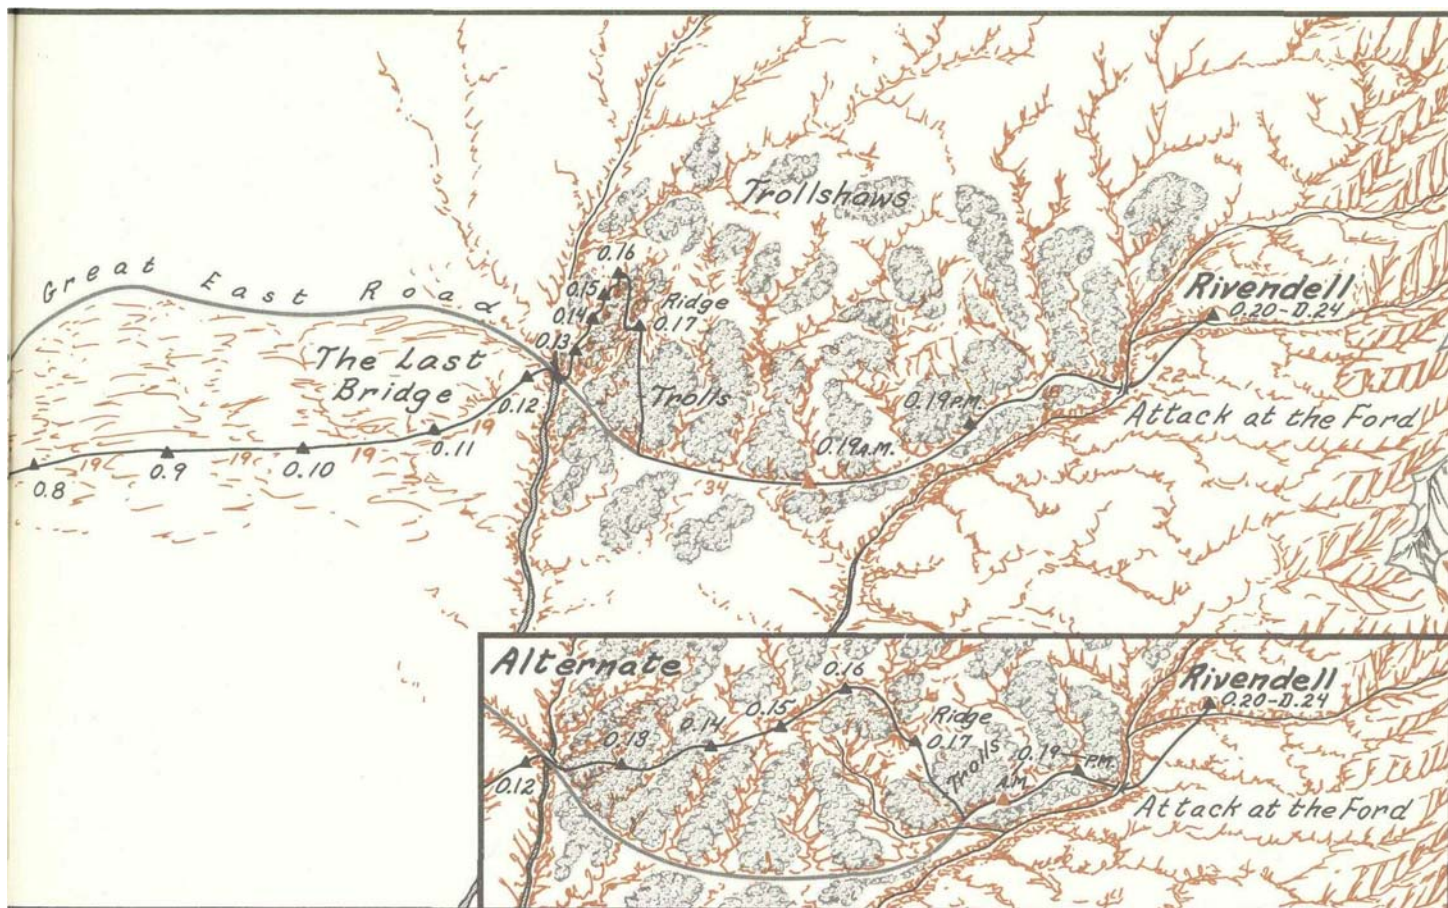 Trollshaws
0.16
Great East Road
0.15
Ridge
0.14
0.17
Rivendell
0.20-D.24
0.13
The Last
Bridge
0.12
Trolls
22
0.19 P.M.
Attack at the Ford
19
0.11
0.19 A.M.
19
19
19
0.8
0.9
0.10
20
34
Alternate
0.16
Rivendell
0.20-D.24
0.15
0.14
Ridge
0.13
0.17
0.19
P.M.
Trolls
A.M.
0.12
Attack at the Ford